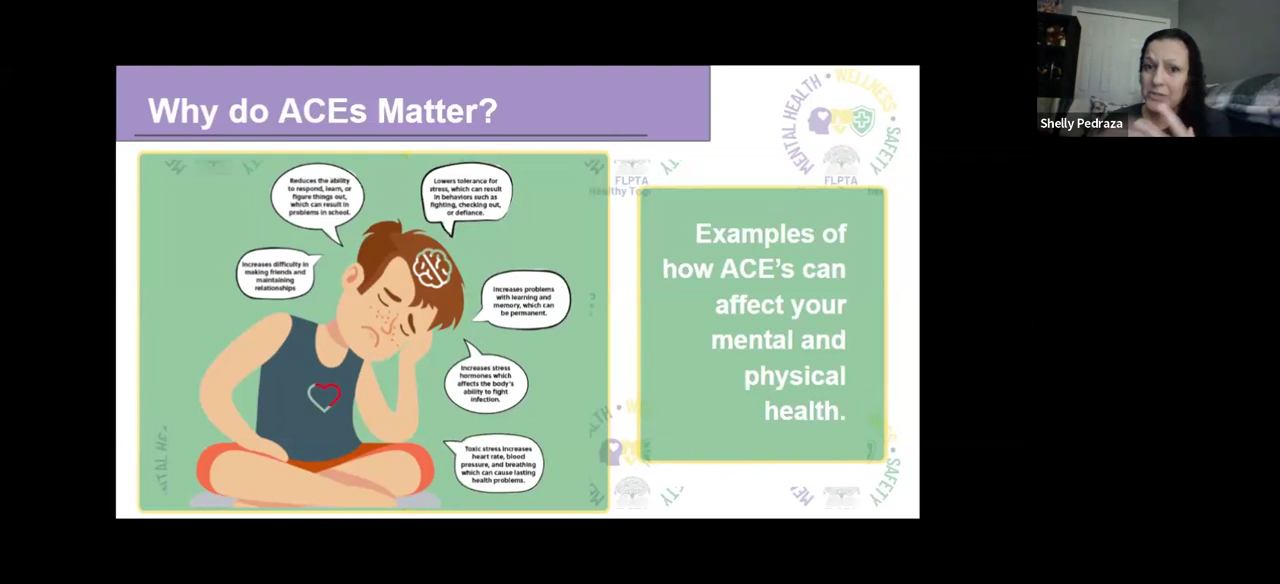 Shelly Pedraza
Why do ACEs Matter?
MENTAL HEALTH • WELLNESS • SAFETY
FLPTA
Healthy Tog
FLPTA
Reduces the ability
to respond, learn, or
figure things out,
which can result in
problems in school.
Lowers tolerance for
stress, which can result
in behaviors such as
fighting, checking out,
or defiance.
Increases difficulty in
making friends and
maintaining
relationships
Increases problems
with learning and
memory, which can
be permanent.
Increases stress
hormones which
affects the body's
ability to fight
infection.
Toxic stress increases
heart rate, blood
pressure, and breathing
which can cause lasting
health problems.
Examples of
how ACE's can
affect your
mental and
physical
health.
SAFETY